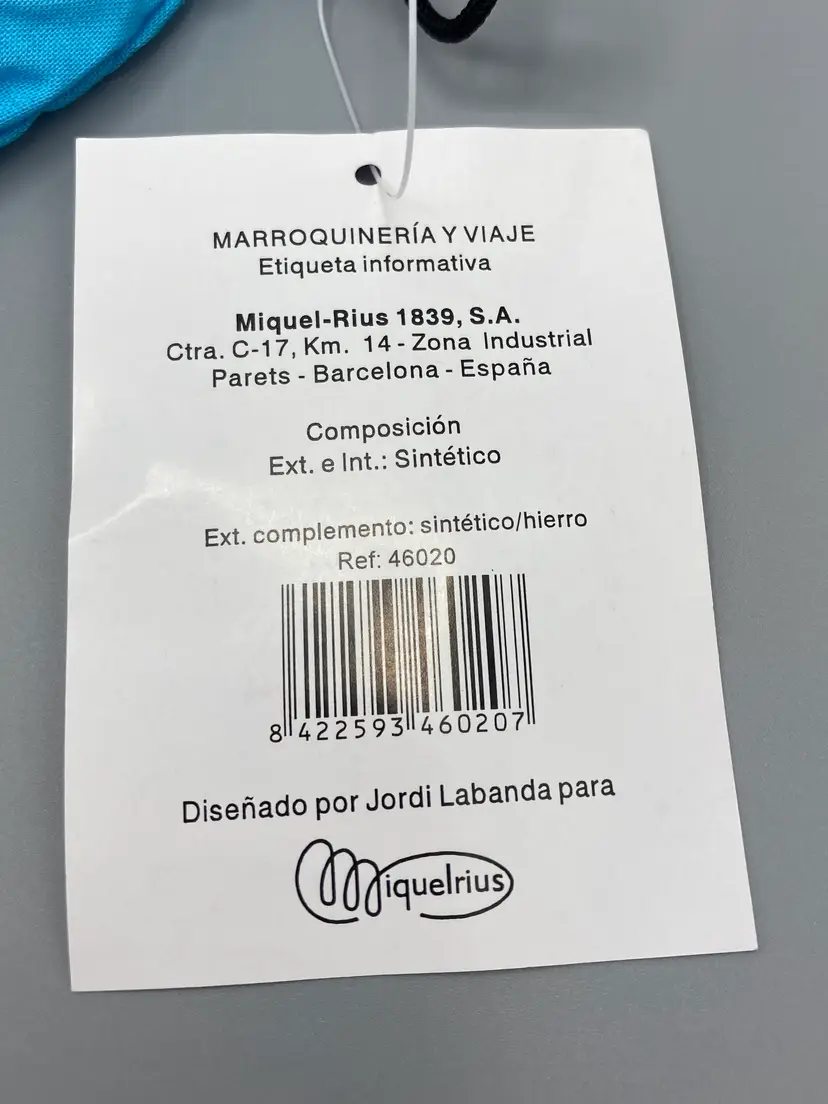 MARROQUINERÍA Y VIAJE
Etiqueta informativa
Miquel-Rius 1839, S.A.
Ctra. C-17, Km. 14 - Zona Industrial
Parets - Barcelona - España
Composición
Ext. e Int.: Sintético
Ext. complemento: sintético/hierro
Ref: 46020
8 422593 460207
Diseñado por Jordi Labanda para
Miquelrius